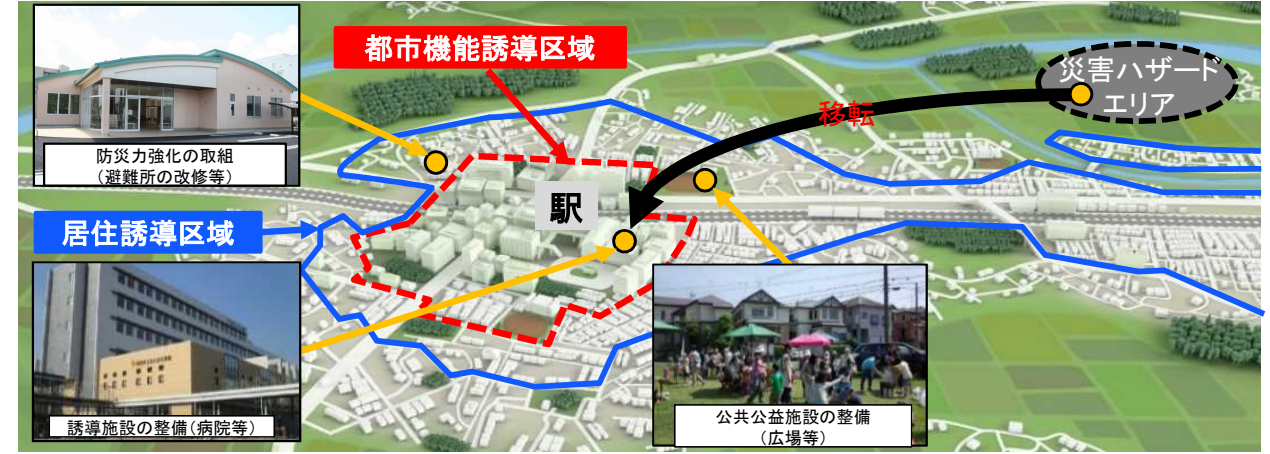 都市機能誘導区域
災害ハザード
エリア
移転
防災力強化の取組
（避難所の改修等）
駅
居住誘導区域
誘導施設の整備（病院等）
公共公益施設の整備
（広場等）